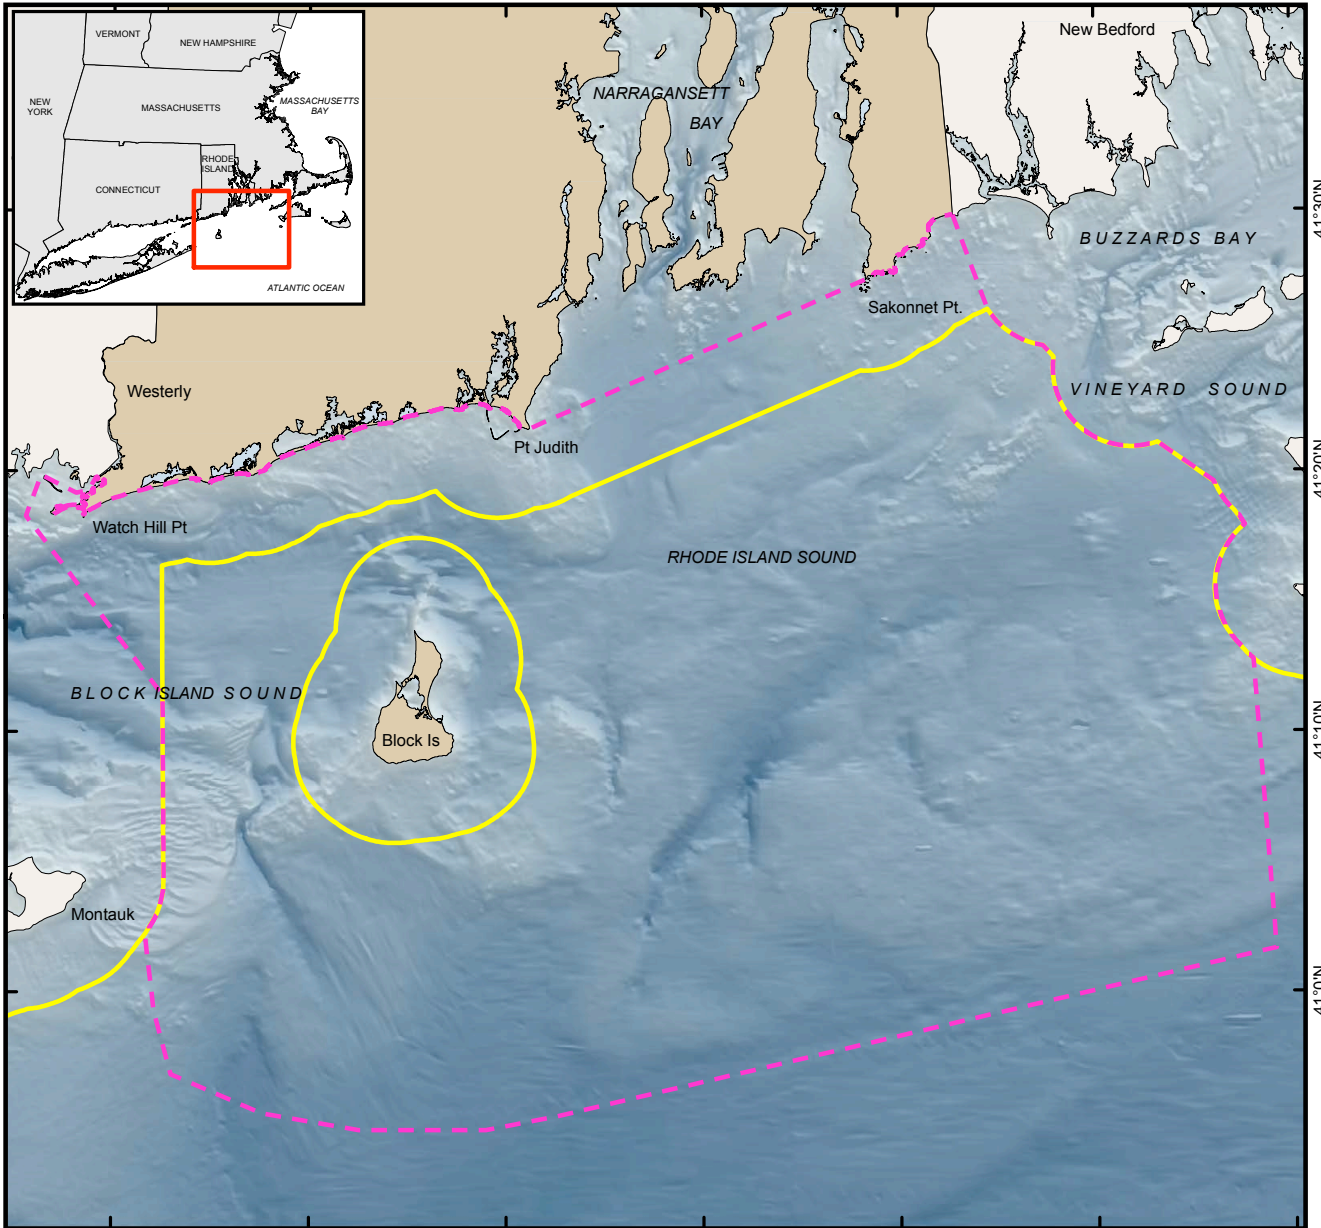 VERMONT
NEW HAMPSHIRE
NEW
YORK
MASSACHUSETTS
MASSACHUSETTS
BAY
RHODE
ISLAND
CONNECTICUT
ATLANTIC OCEAN
New Bedford
NARRAGANSETT
BAY
41°30'N
BUZZARDS BAY
Sakonnet Pt.
Westerly
VINEYARD SOUND
Pt Judith
41°20'N
Watch Hill Pt
RHODE ISLAND SOUND
BLOCK ISLAND SOUND
Block Is
41°10'N
Montauk
41°0'N